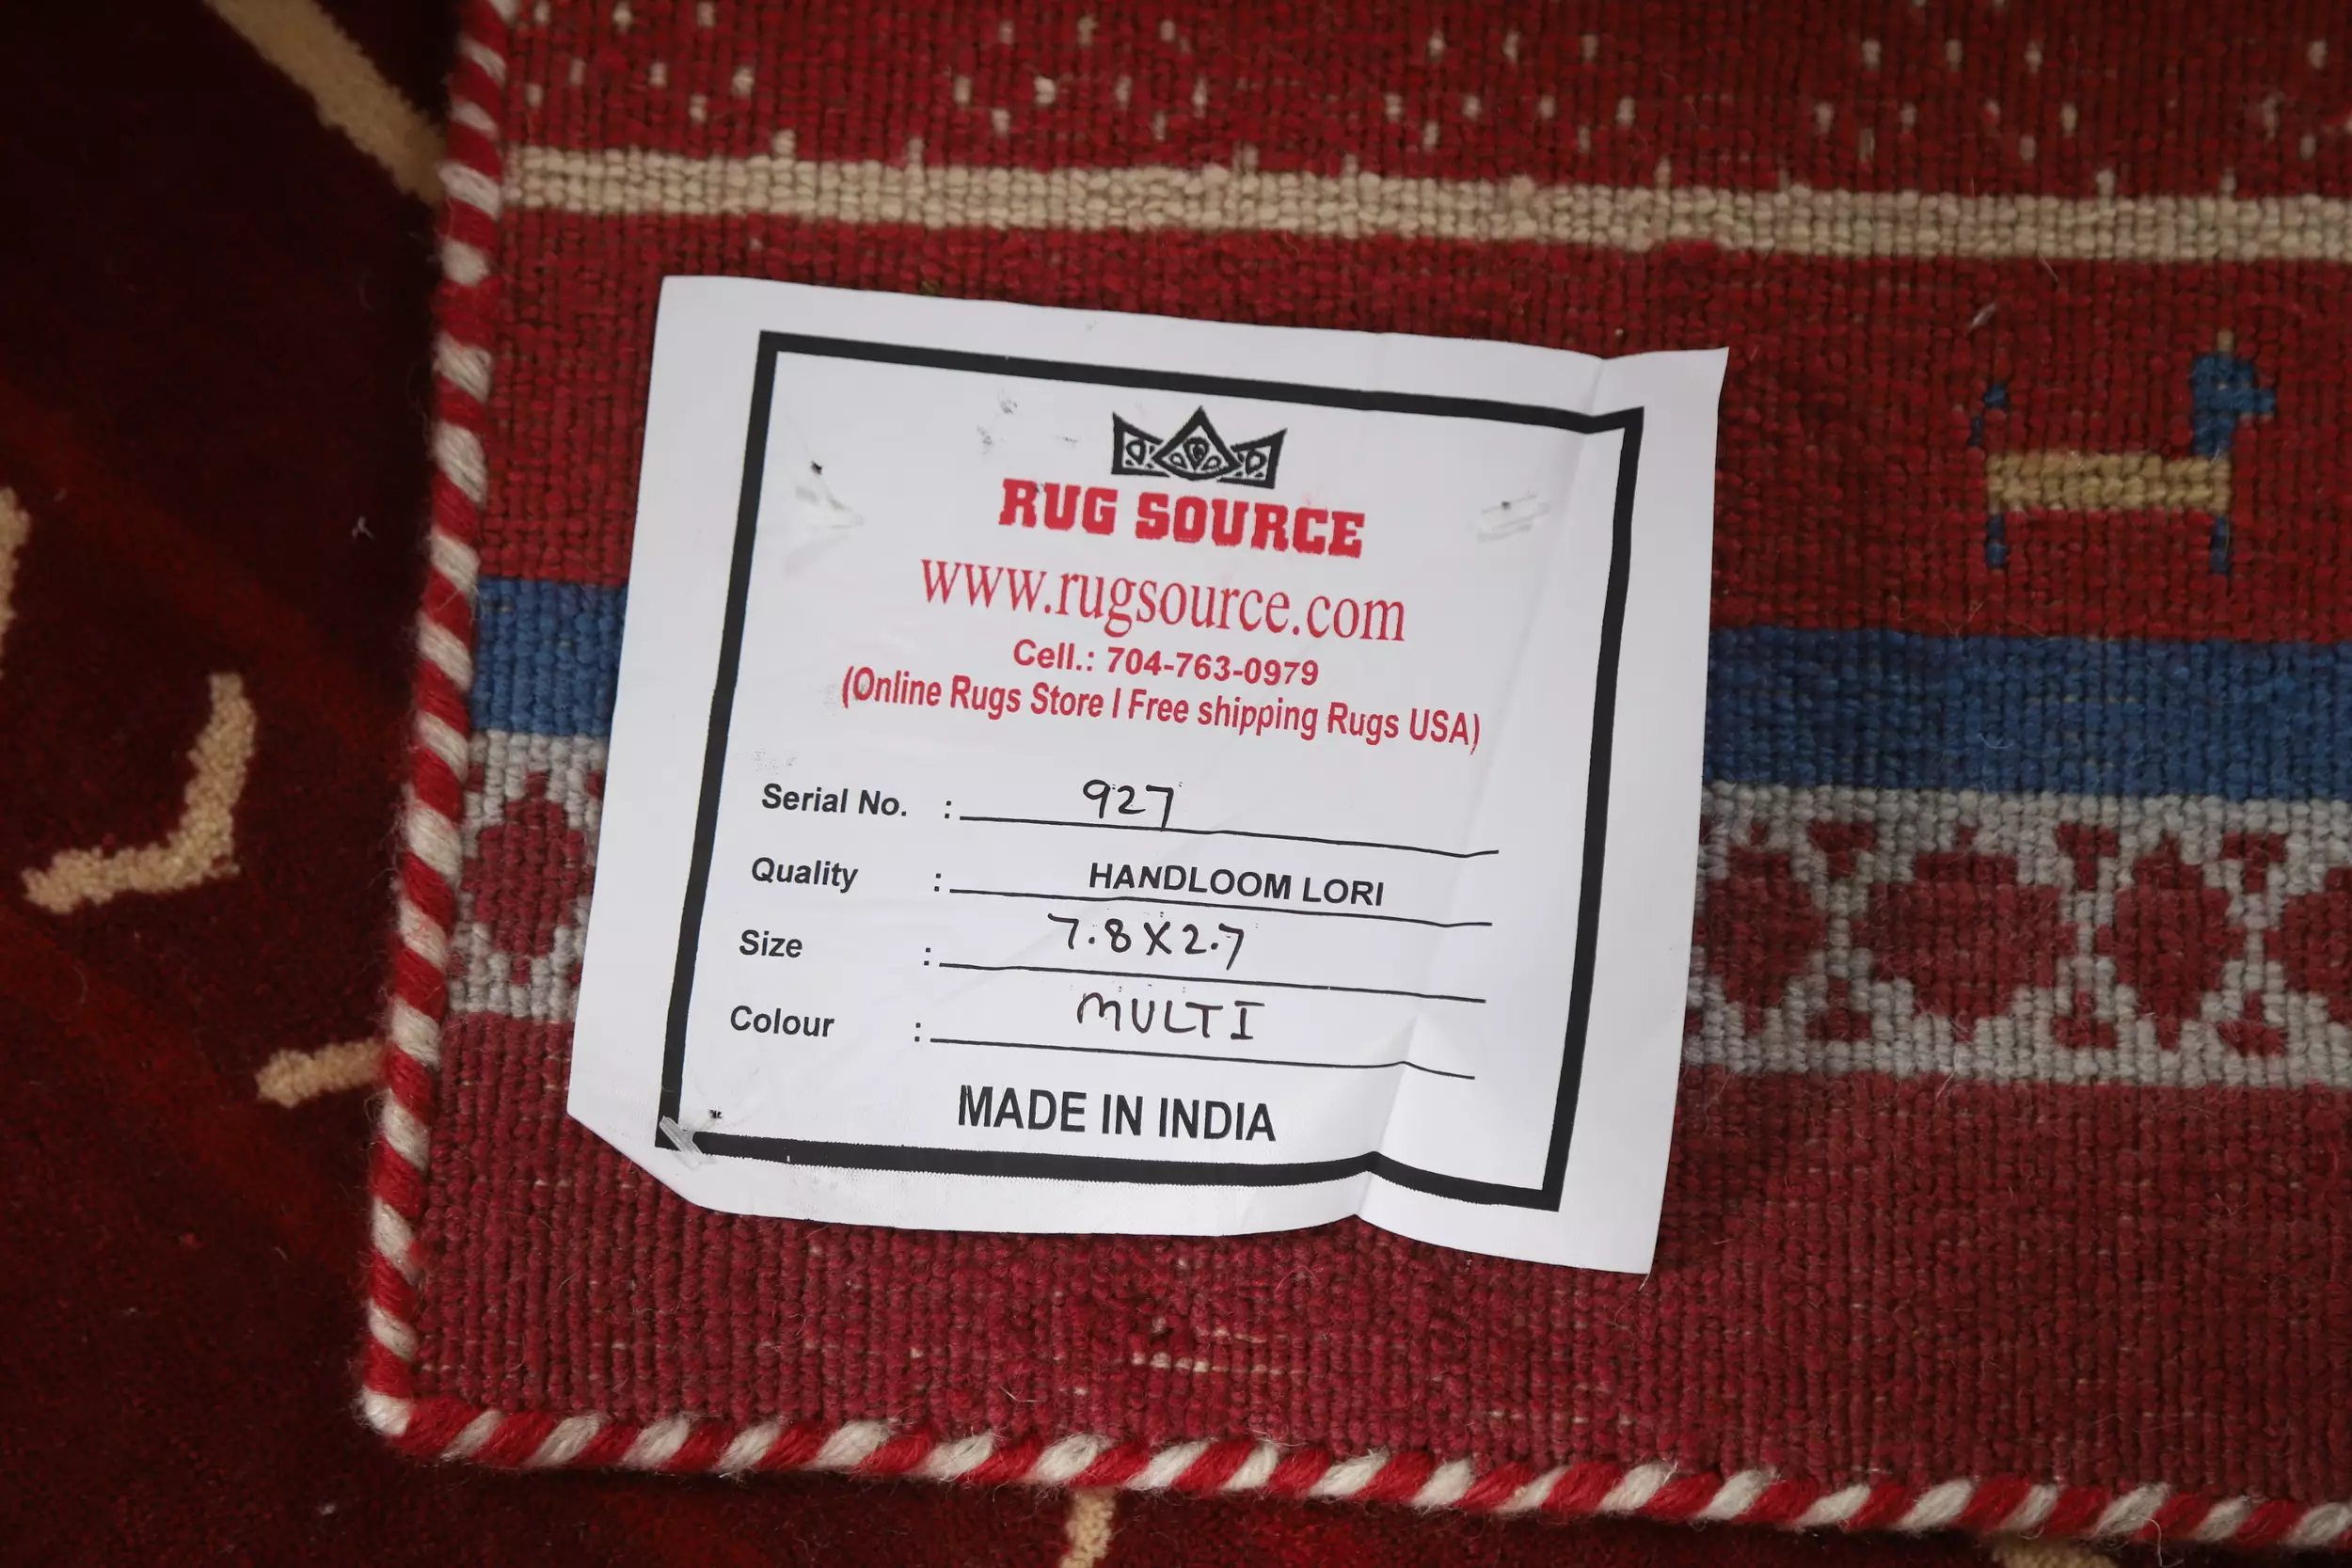 RUG SOURCE
www.rugsource.com
Cell.: 704-763-0979
(Online Rugs Store I Free shipping Rugs USA)
Serial No. : 927
Quality : HANDLOOM LORI
Size : 7.8X2.7
Colour : MULTI
MADE IN INDIA